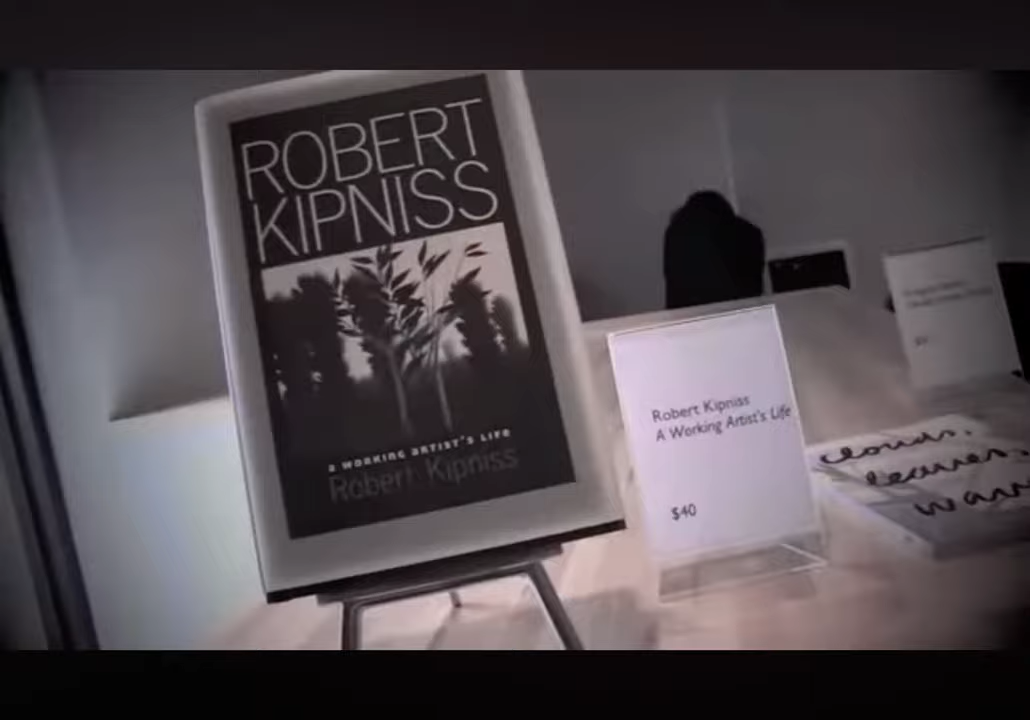 ROBERT
KIPNISS
a WORKING aRTIST'S LIFE
Robert Kipniss
Robert Kipniss
A Working Artist's Life
$40
clouds,
leaves,